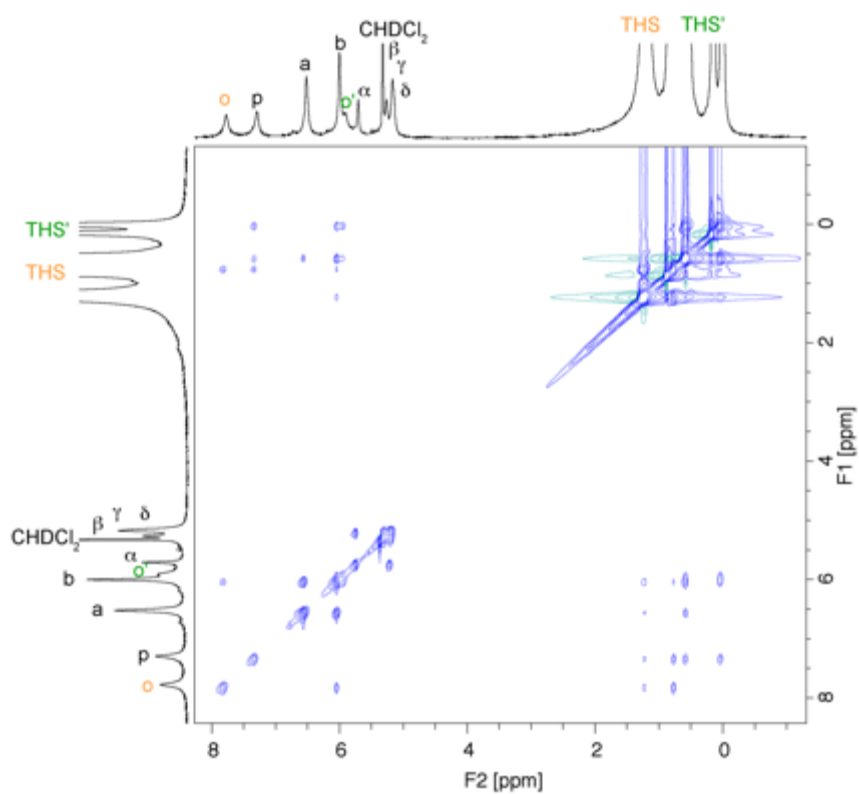 THS THS'
CHDCl2
o p a b o' α β γ δ
THS'
THS
0
2
4
6
8
F1 [ppm]
β γ δ
CHDCl2
α
o'
b
a
p
o
8 6 4 2 0
F2 [ppm]